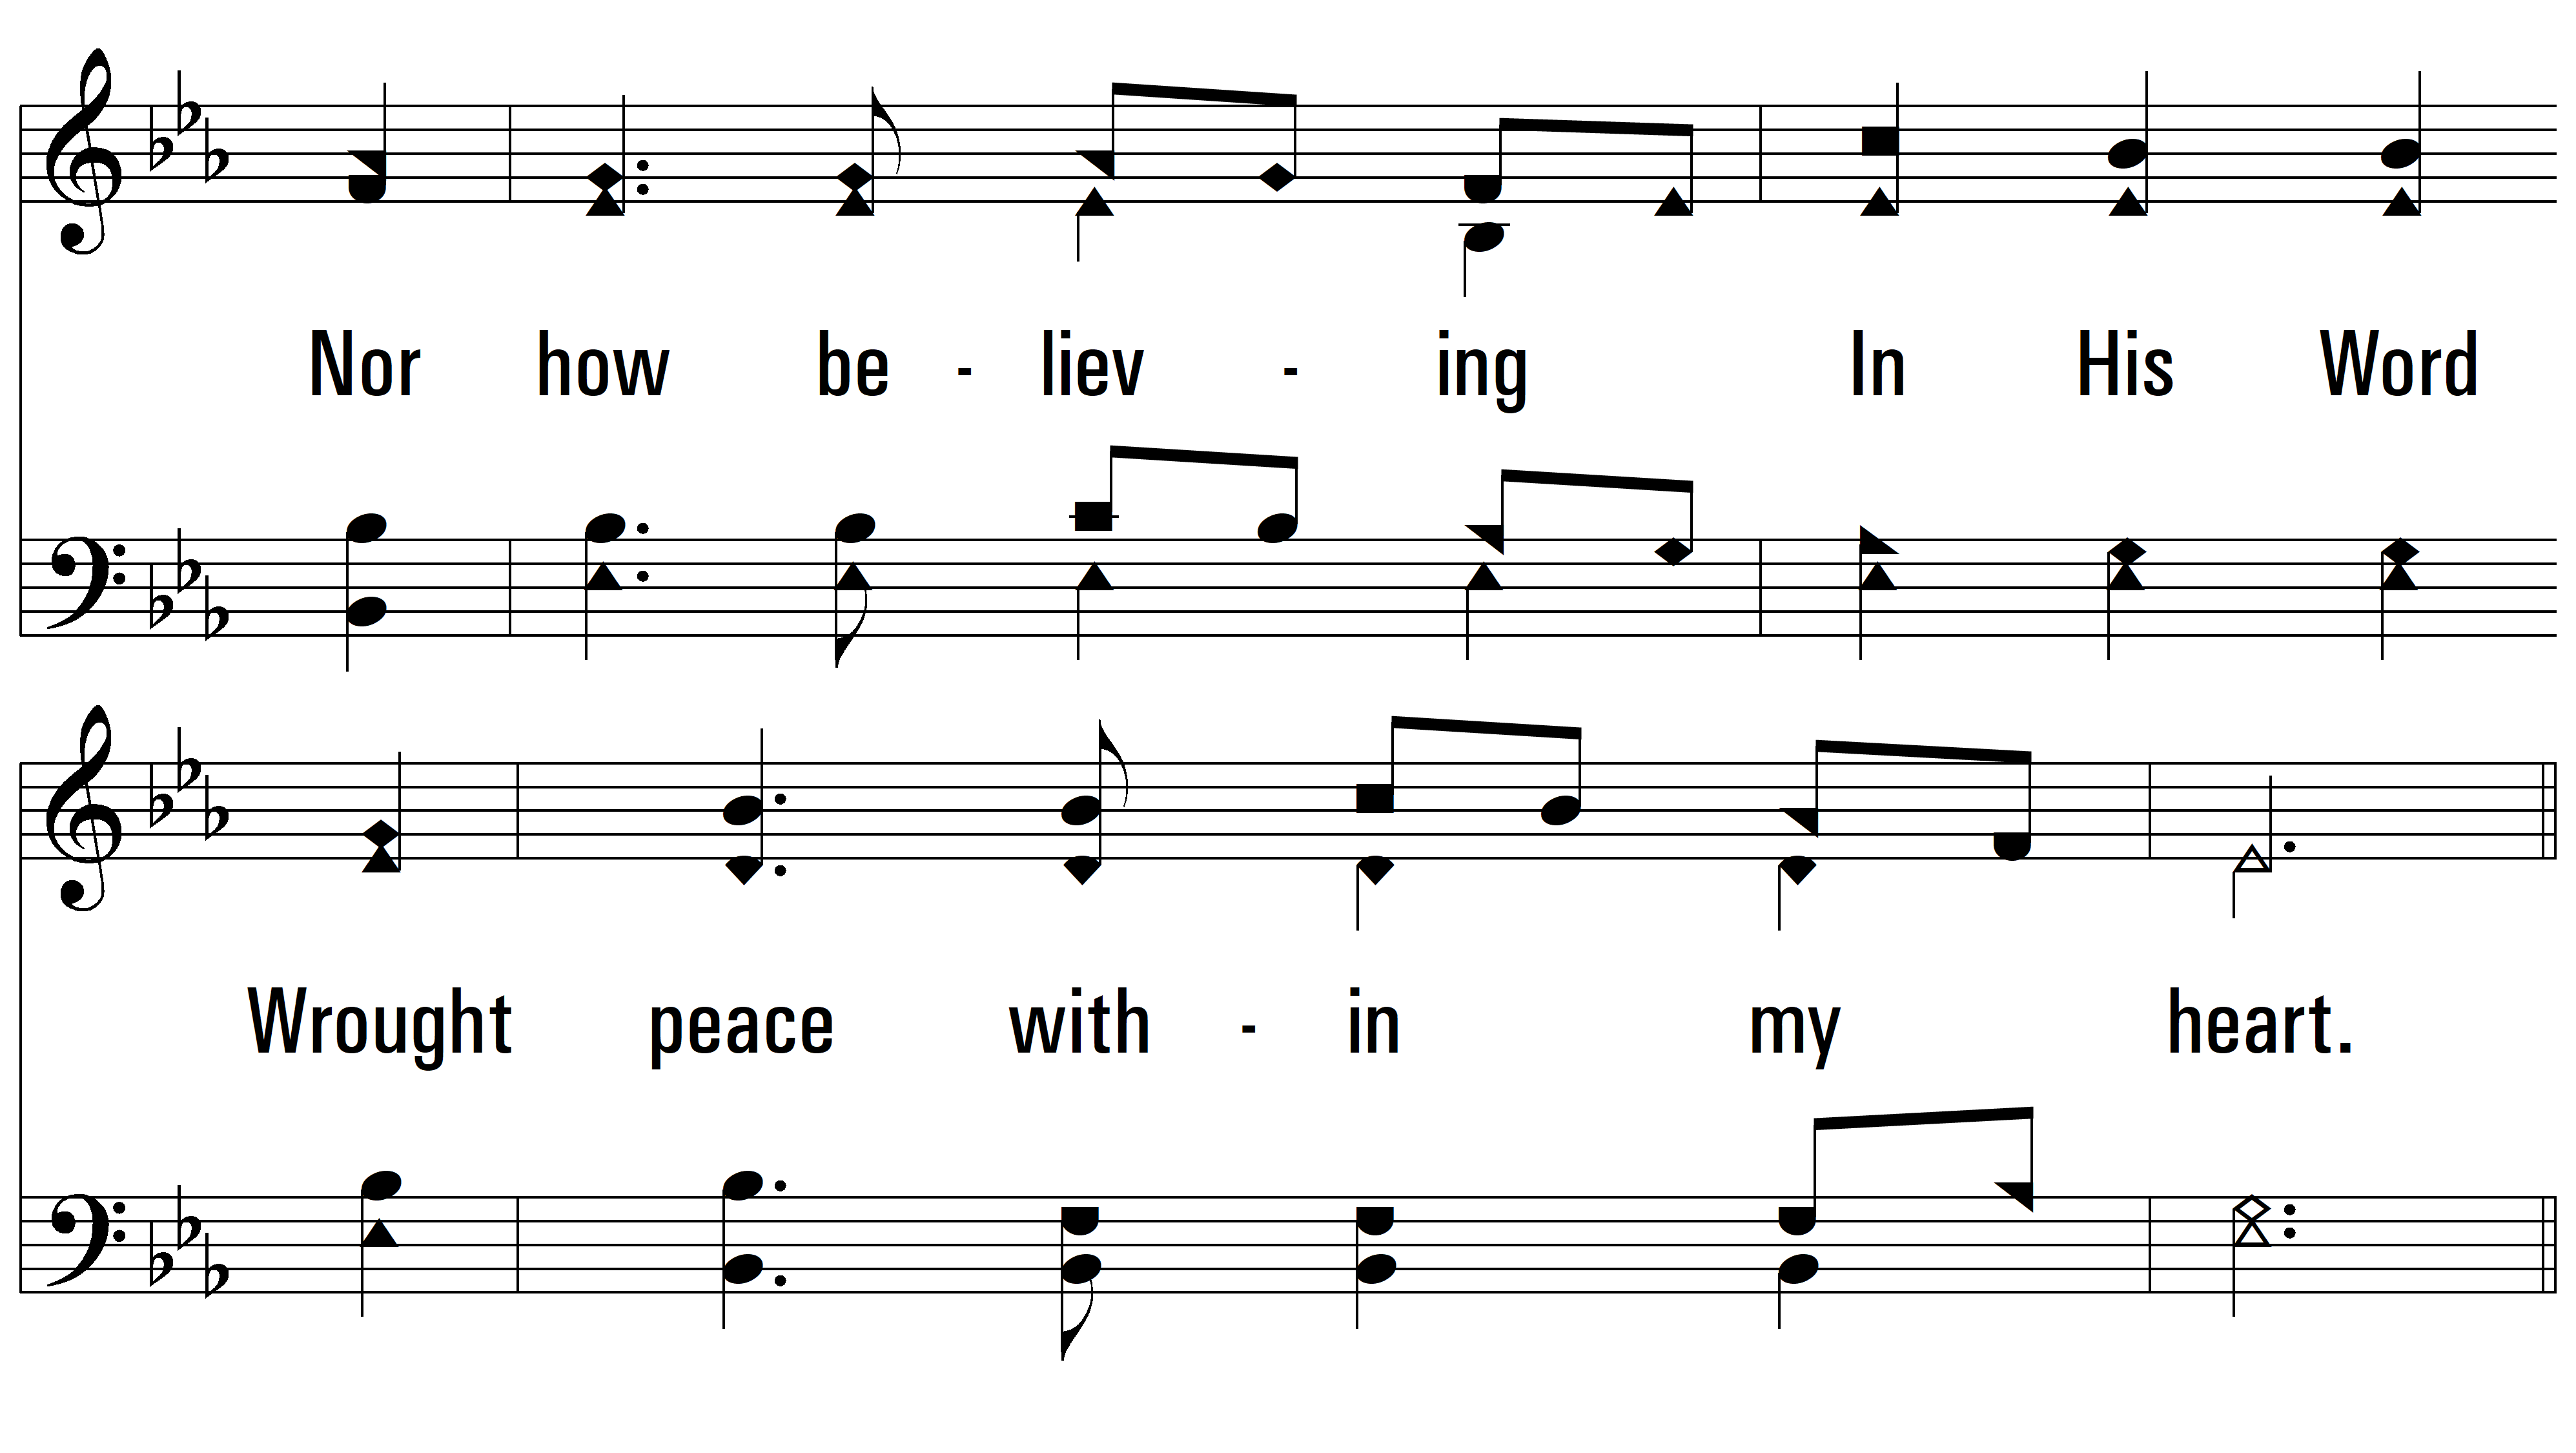 Nor how be - liev - ing In His Word
Wrought peace with - in my heart.